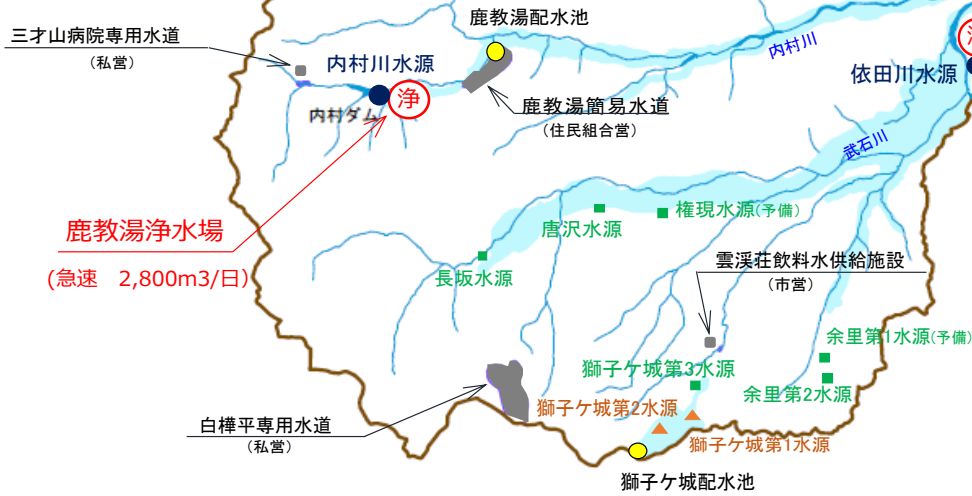 鹿教湯配水池
三才山病院専用水道
(私営)
内村川水源
浄
内村ダム
内村川
浄
依田川水源
鹿教湯簡易水道
(住民組合営)
武石川
鹿教湯浄水場
(急速　2,800m3/日)
権現水源(予備)
唐沢水源
長坂水源
雲渓荘飲料水供給施設
(市営)
余里第1水源(予備)
獅子ケ城第3水源
余里第2水源
獅子ケ城第2水源
白樺平専用水道
(私営)
獅子ケ城第1水源
獅子ケ城配水池